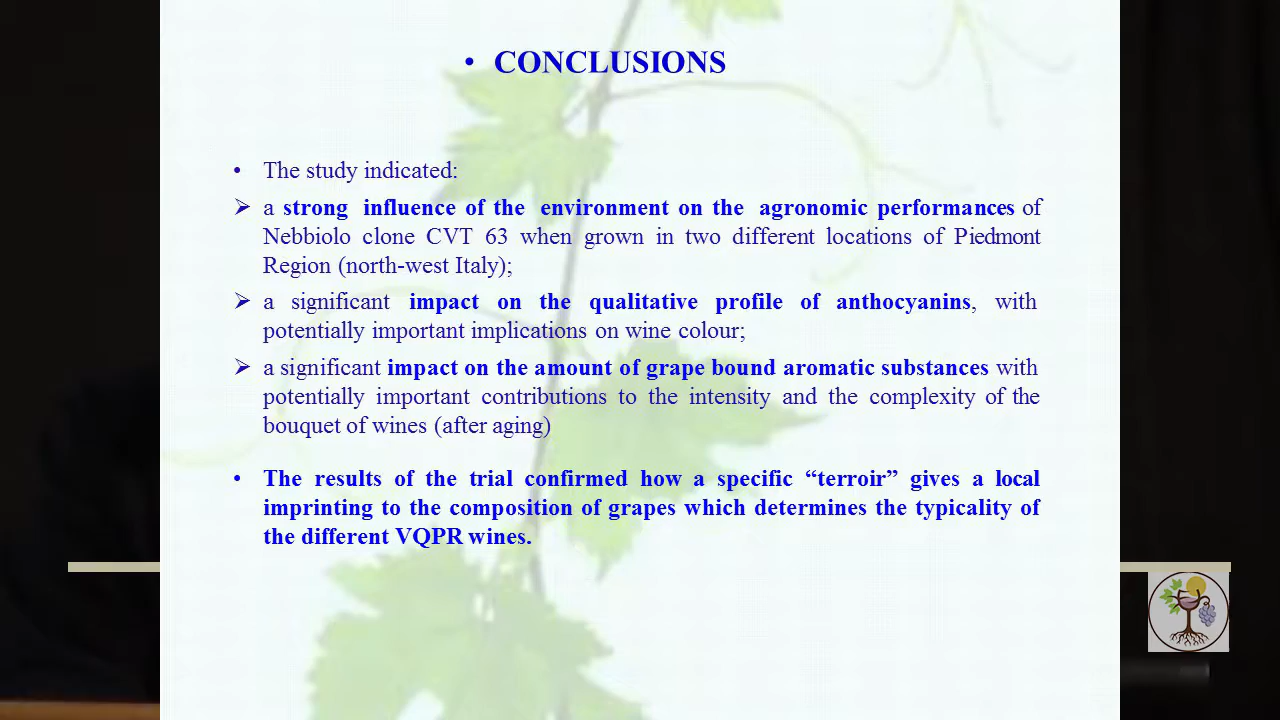 • CONCLUSIONS
• The study indicated:
➢ a strong influence of the environment on the agronomic performances of
Nebbiolo clone CVT 63 when grown in two different locations of Piedmont
Region (north-west Italy);
➢ a significant impact on the qualitative profile of anthocyanins, with
potentially important implications on wine colour;
➢ a significant impact on the amount of grape bound aromatic substances with
potentially important contributions to the intensity and the complexity of the
bouquet of wines (after aging)
• The results of the trial confirmed how a specific “terroir” gives a local
imprinting to the composition of grapes which determines the typicality of
the different VQPR wines.